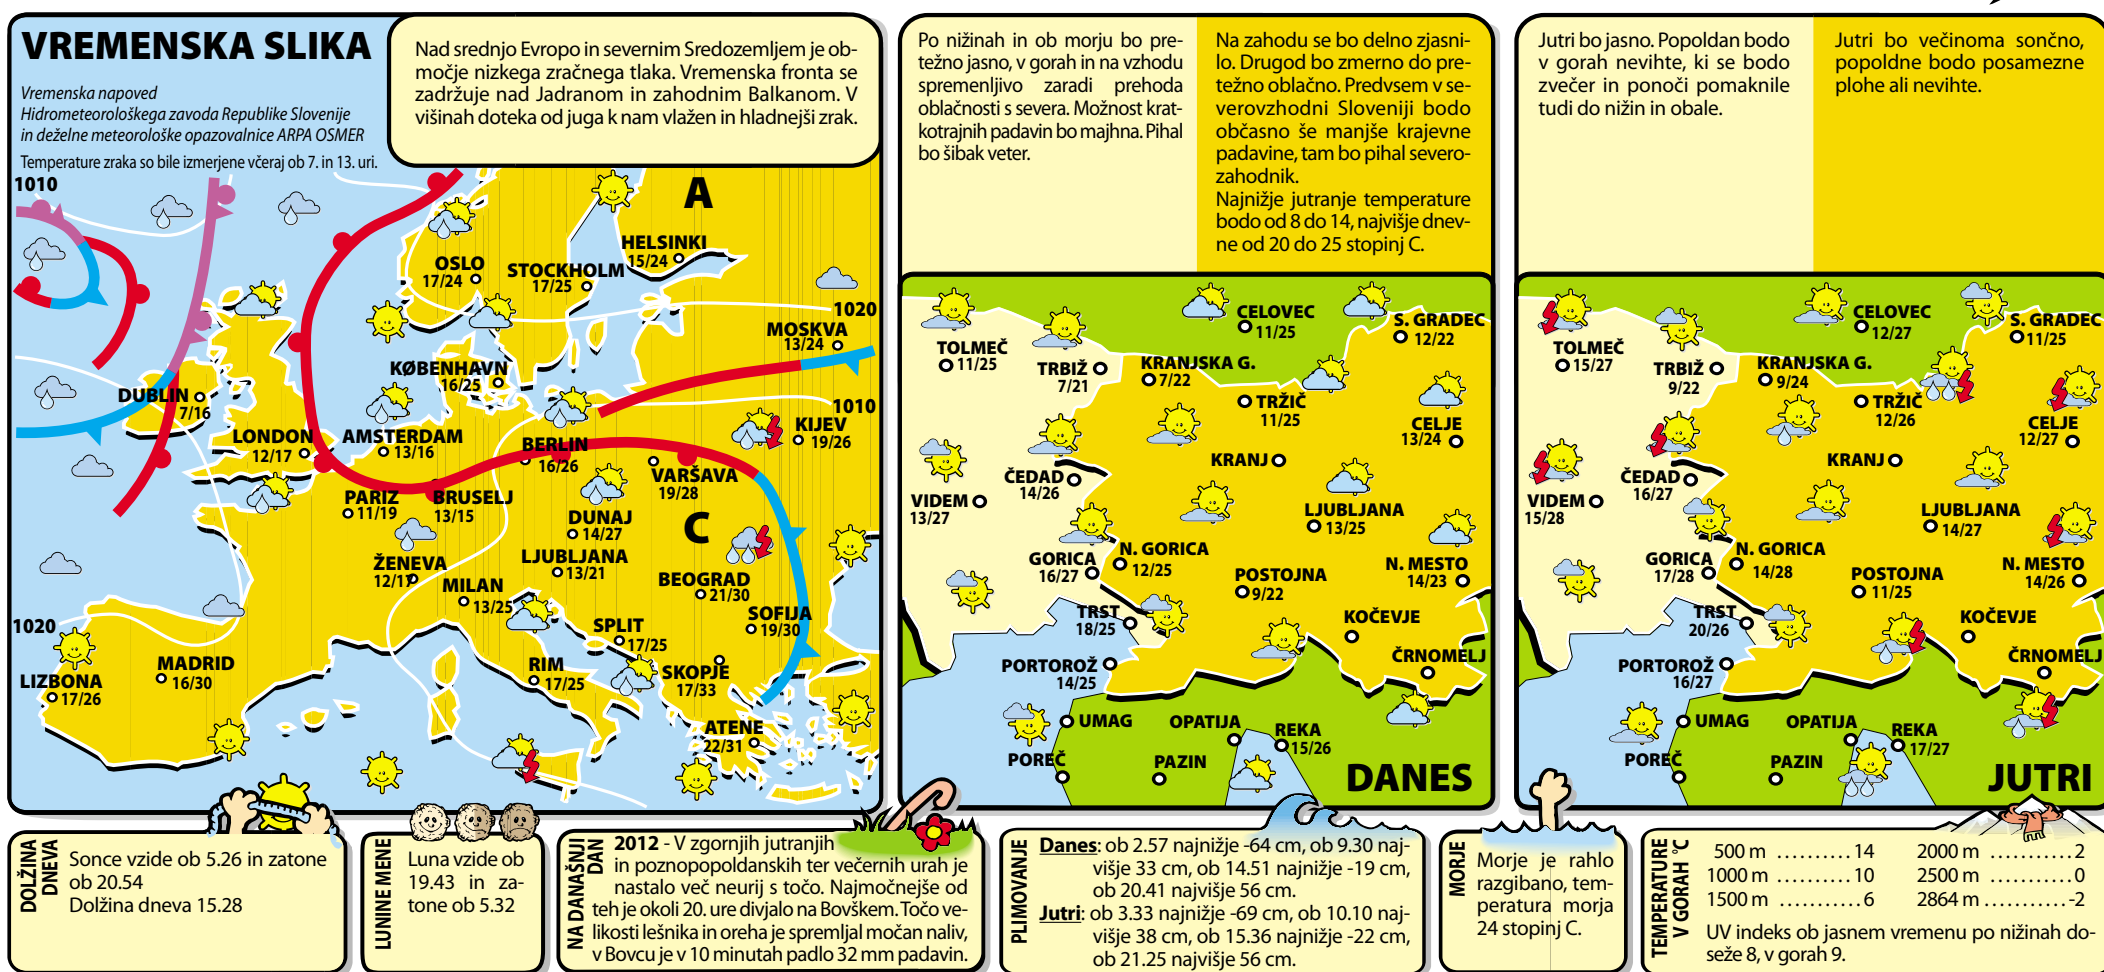 VREMENSKA SLIKA
Vremenska napoved
Hidrometeorološkega zavoda Republike Slovenije
in deželne meteorološke opazovalnice ARPA OSMER
Temperature zraka so bile izmerjene včeraj ob 7. in 13. uri.
Nad srednjo Evropo in severnim Sredozemljem je ob-
močje nizkega zračnega tlaka. Vremenska fronta se
zadržuje nad Jadranom in zahodnim Balkanom. V
višinah doteka od juga k nam vlažen in hladnejši zrak.
1010
A
HELSINKI
15/24
OSLO
17/24
STOCKHOLM
17/25
1020
MOSKVA
13/24
KØBENHAVN
16/25
DUBLIN
7/16
1010
KIJEV
19/26
LONDON
12/17
AMSTERDAM
13/16
BERLIN
16/26
VARŠAVA
19/28
PARIZ
11/19
BRUSELJ
13/15
DUNAJ
14/27
C
ŽENEVA
12/17
LJUBLJANA
13/21
MILAN
13/25
BEOGRAD
21/30
SOFIJA
19/30
1020
SPLIT
17/25
MADRID
16/30
LIZBONA
17/26
RIM
17/25
SKOPJE
17/33
ATENE
22/31
Po nižinah in ob morju bo pre-
težno jasno, v gorah in na vzhodu
spremenljivo zaradi prehoda
oblačnosti s severa. Možnost krat-
kotrajnih padavin bo majhna. Pihal
bo šibak veter.
Na zahodu se bo delno zjasni-
lo. Drugod bo zmerno do pre-
težno oblačno. Predvsem v se-
verovzhodni Sloveniji bodo
občasno še manjše krajevne
padavine, tam bo pihal severo-
zahodnik.
Najnižje jutranje temperature
bodo od 8 do 14, najvišje dnev-
ne od 20 do 25 stopinj C.
CELOVEC
11/25
S. GRADEC
12/22
TOLMEČ
11/25
TRBIŽ
7/21
KRANJSKA G.
7/22
TRŽIČ
11/25
CELJE
13/24
KRANJ
ČEDAD
14/26
VIDEM
13/27
LJUBLJANA
13/25
GORICA
16/27
N. GORICA
12/25
POSTOJNA
9/22
N. MESTO
14/23
TRST
18/25
KOČEVJE
PORTOROŽ
14/25
ČRNOMELJ
UMAG
OPATIJA
REKA
15/26
POREČ
PAZIN
DANES
Jutri bo jasno. Popoldan bodo
v gorah nevihte, ki se bodo
zvečer in ponoči pomaknile
tudi do nižin in obale.
Jutri bo večinoma sončno,
popoldne bodo posamezne
plohe ali nevihte.
CELOVEC
12/27
S. GRADEC
11/25
TOLMEČ
15/27
TRBIŽ
9/22
KRANJSKA G.
9/24
TRŽIČ
12/26
CELJE
12/27
KRANJ
ČEDAD
16/27
VIDEM
15/28
LJUBLJANA
14/27
GORICA
17/28
N. GORICA
14/28
POSTOJNA
11/25
N. MESTO
14/26
TRST
20/26
KOČEVJE
PORTOROŽ
16/27
ČRNOMELJ
UMAG
OPATIJA
REKA
17/27
POREČ
PAZIN
JUTRI
DOLŽINA
DNEVA
Sonce vzide ob 5.26 in zatone
ob 20.54
Dolžina dneva 15.28
LUNINE MENE
Luna vzide ob
19.43 in za-
tone ob 5.32
NA DANAŠNJI
DAN
2012 - V zgornjih jutranjih
in poznopopoldanskih ter večernih urah je
nastalo več neurij s točo. Najmočnejše od
teh je okoli 20. ure divjalo na Bovškem. Točo ve-
likosti lešnika in oreha je spremljal močan naliv,
v Bovcu je v 10 minutah padlo 32 mm padavin.
PLIMOVANJE
Danes: ob 2.57 najnižje -64 cm, ob 9.30 naj-
višje 33 cm, ob 14.51 najnižje -19 cm,
ob 20.41 najvišje 56 cm.
Jutri: ob 3.33 najnižje -69 cm, ob 10.10 naj-
višje 38 cm, ob 15.36 najnižje -22 cm,
ob 21.25 najvišje 56 cm.
MORJE
Morje je rahlo
razgibano, tem-
peratura morja
24 stopinj C.
TEMPERATURE
V GORAH °C
500 m ..........14
1000 m ..........10
1500 m ...........6
2000 m ...........2
2500 m ...........0
2864 m ...........-2
UV indeks ob jasnem vremenu po nižinah do-
seže 8, v gorah 9.